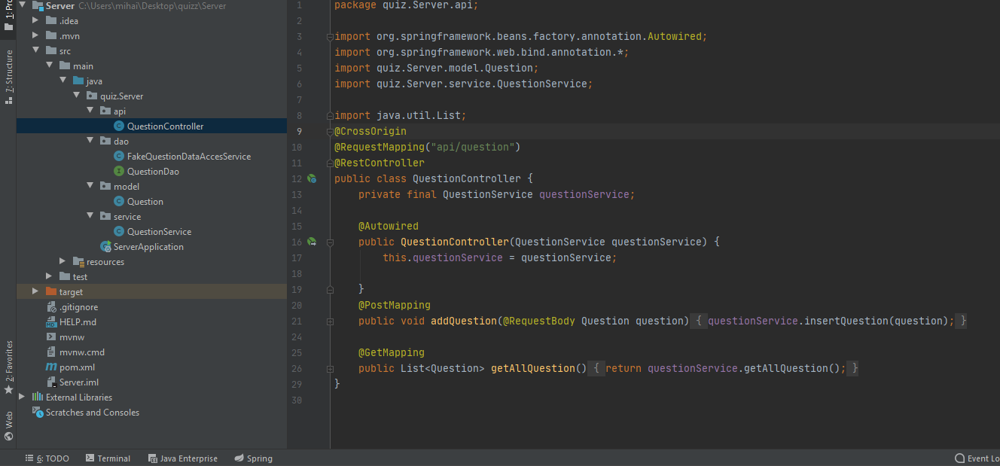 1: Pro
7: Structure
2: Favorites
Web
Server C:\Users\mihai\Desktop\quizz\Server
.idea
.mvn
src
main
java
quiz.Server
api
QuestionController
dao
FakeQuestionDataAccesService
QuestionDao
model
Question
service
QuestionService
ServerApplication
resources
test
target
.gitignore
HELP.md
mvnw
mvnw.cmd
pom.xml
Server.iml
External Libraries
Scratches and Consoles
1 package quiz.Server.api;
2
3 import org.springframework.beans.factory.annotation.Autowired;
4 import org.springframework.web.bind.annotation.*;
5 import quiz.Server.model.Question;
6 import quiz.Server.service.QuestionService;
7
8 import java.util.List;
9 @CrossOrigin
10 @RequestMapping("api/question")
11 @RestController
12 public class QuestionController {
13 private final QuestionService questionService;
14
15 @Autowired
16 public QuestionController(QuestionService questionService) {
17 this.questionService = questionService;
18
19 }
20 @PostMapping
21 public void addQuestion(@RequestBody Question question) { questionService.insertQuestion(question); }
24
25 @GetMapping
26 public List<Question> getAllQuestion() { return questionService.getAllQuestion(); }
29 }
30
6: TODO Terminal Java Enterprise Spring Event Lo